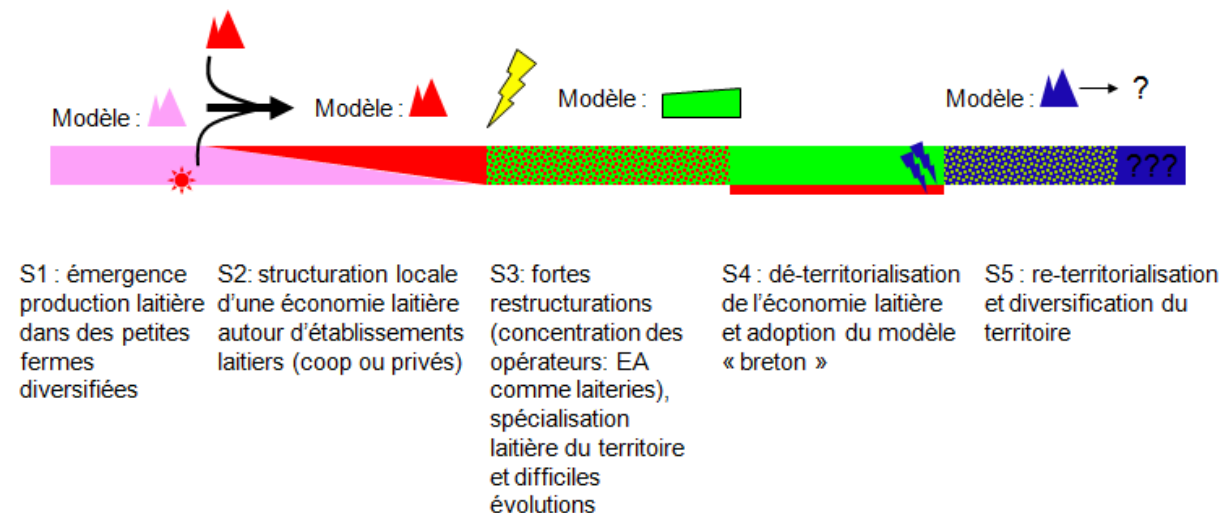 Modèle :
Modèle :
Modèle :
Modèle :
?
???
S1 : émergence
production laitière
dans des petites
fermes
diversifiées
S2: structuration locale
d'une économie laitière
autour d'établissements
laitiers (coop ou privés)
S3: fortes
restructurations
(concentration des
opérateurs: EA
comme laiteries),
spécialisation
laitière du territoire
et difficiles
évolutions
S4 : dé-territorialisation
de l'économie laitière
et adoption du modèle
« breton »
S5 : re-territorialisation
et diversification du
territoire